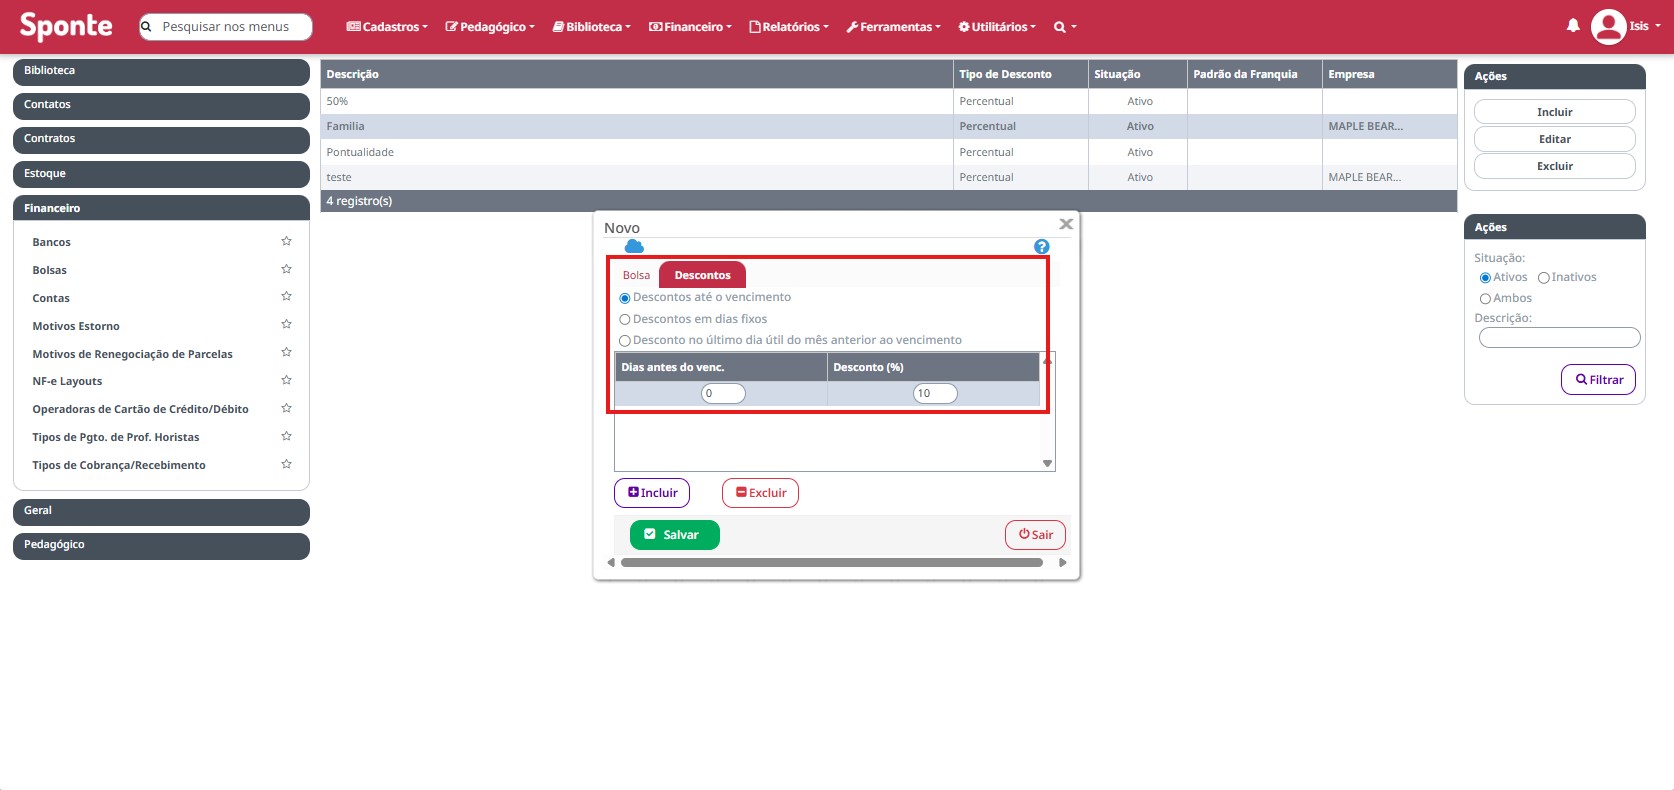 Sponte
Pesquisar nos menus
Cadastros
Pedagógico
Biblioteca
Financeiro
Relatórios
Ferramentas
Utilitários
Isis
Biblioteca
Contatos
Contratos
Estoque
Financeiro
Bancos
Bolsas
Contas
Motivos Estorno
Motivos de Renegociação de Parcelas
NF-e Layouts
Operadoras de Cartão de Crédito/Débito
Tipos de Pgto. de Prof. Horistas
Tipos de Cobrança/Recebimento
Geral
Pedagógico
Descrição Tipo de Desconto Situação Padrão da Franquia Empresa
50% Percentual Ativo
Familia Percentual Ativo MAPLE BEAR...
Pontualidade Percentual Ativo
teste Percentual Ativo MAPLE BEAR...
4 registro(s)
Novo
?
Bolsa Descontos
Descontos até o vencimento
Descontos em dias fixos
Desconto no último dia útil do mês anterior ao vencimento
Dias antes do venc. Desconto (%)
0 10
Incluir Excluir
Salvar Sair
Ações
Incluir
Editar
Excluir
Ações
Situação:
Ativos Inativos
Ambos
Descrição:
Filtrar